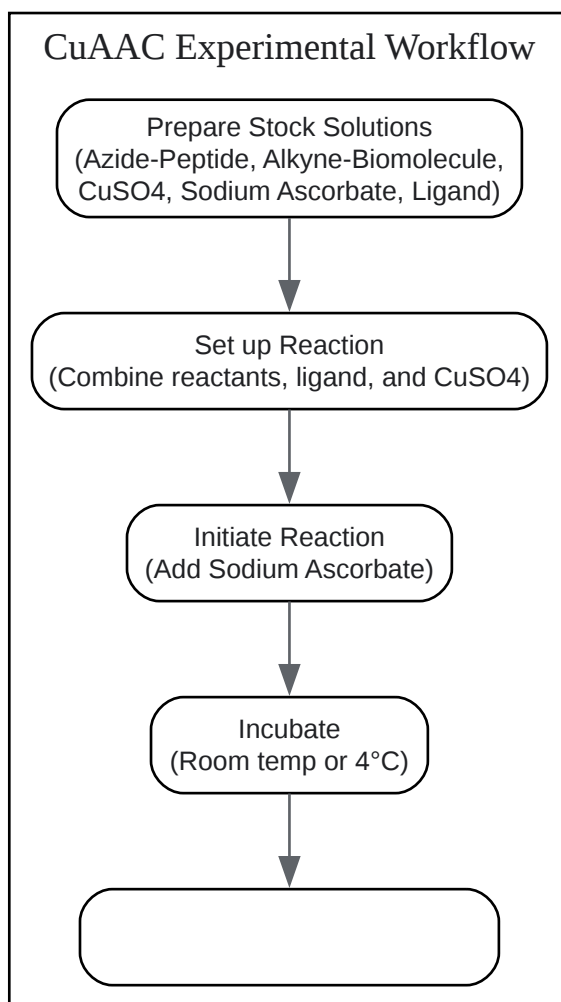 CuAAC Experimental Workflow
Prepare Stock Solutions
(Azide-Peptide, Alkyne-Biomolecule,
CuSO4, Sodium Ascorbate, Ligand)
Set up Reaction
(Combine reactants, ligand, and CuSO4)
Initiate Reaction
(Add Sodium Ascorbate)
Incubate
(Room temp or 4°C)